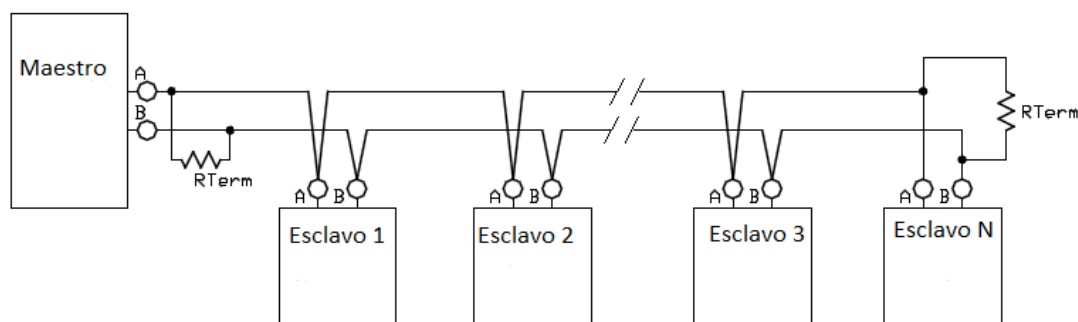 Maestro
A
B
RTerm
RTerm
A
B
A
B
A
B
A
B
Esclavo 1
Esclavo 2
Esclavo 3
Esclavo N